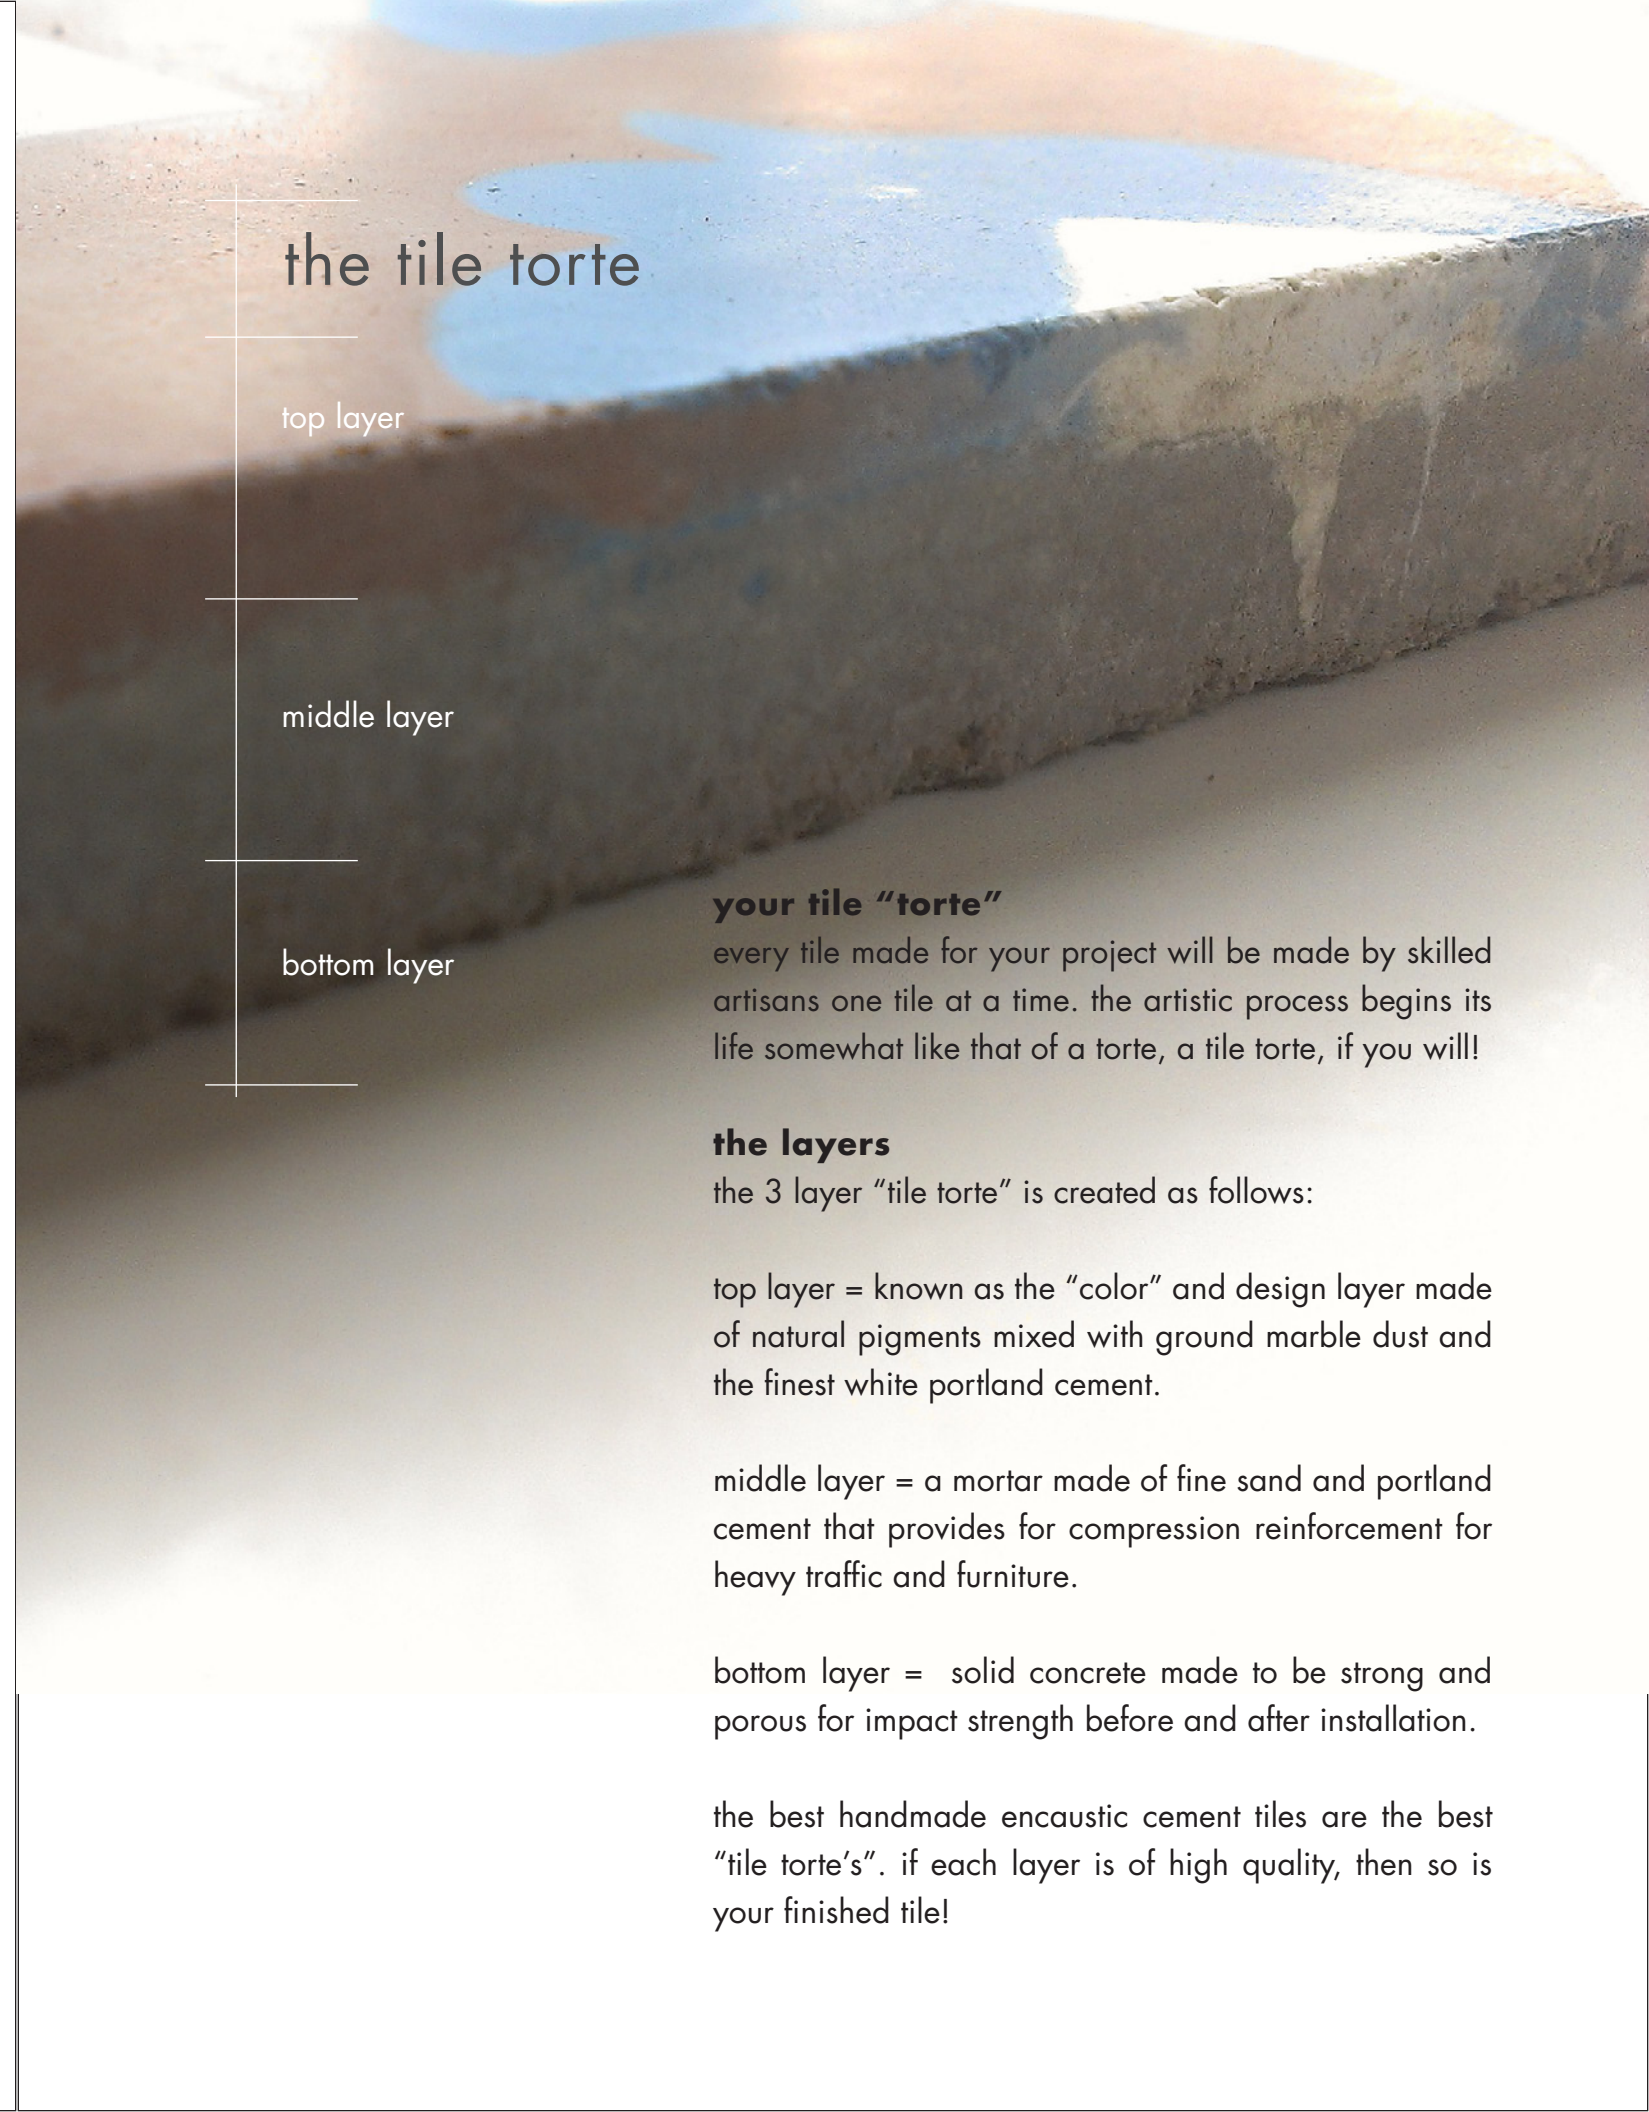 the tile torte
top layer
middle layer
bottom layer
your tile “torte”
every tile made for your project will be made by skilled
artisans one tile at a time. the artistic process begins its
life somewhat like that of a torte, a tile torte, if you will!
the layers
the 3 layer “tile torte” is created as follows:
top layer = known as the “color” and design layer made
of natural pigments mixed with ground marble dust and
the finest white portland cement.
middle layer = a mortar made of fine sand and portland
cement that provides for compression reinforcement for
heavy traffic and furniture.
bottom layer =  solid concrete made to be strong and
porous for impact strength before and after installation.
the best handmade encaustic cement tiles are the best
“tile torte’s”. if each layer is of high quality, then so is
your finished tile!